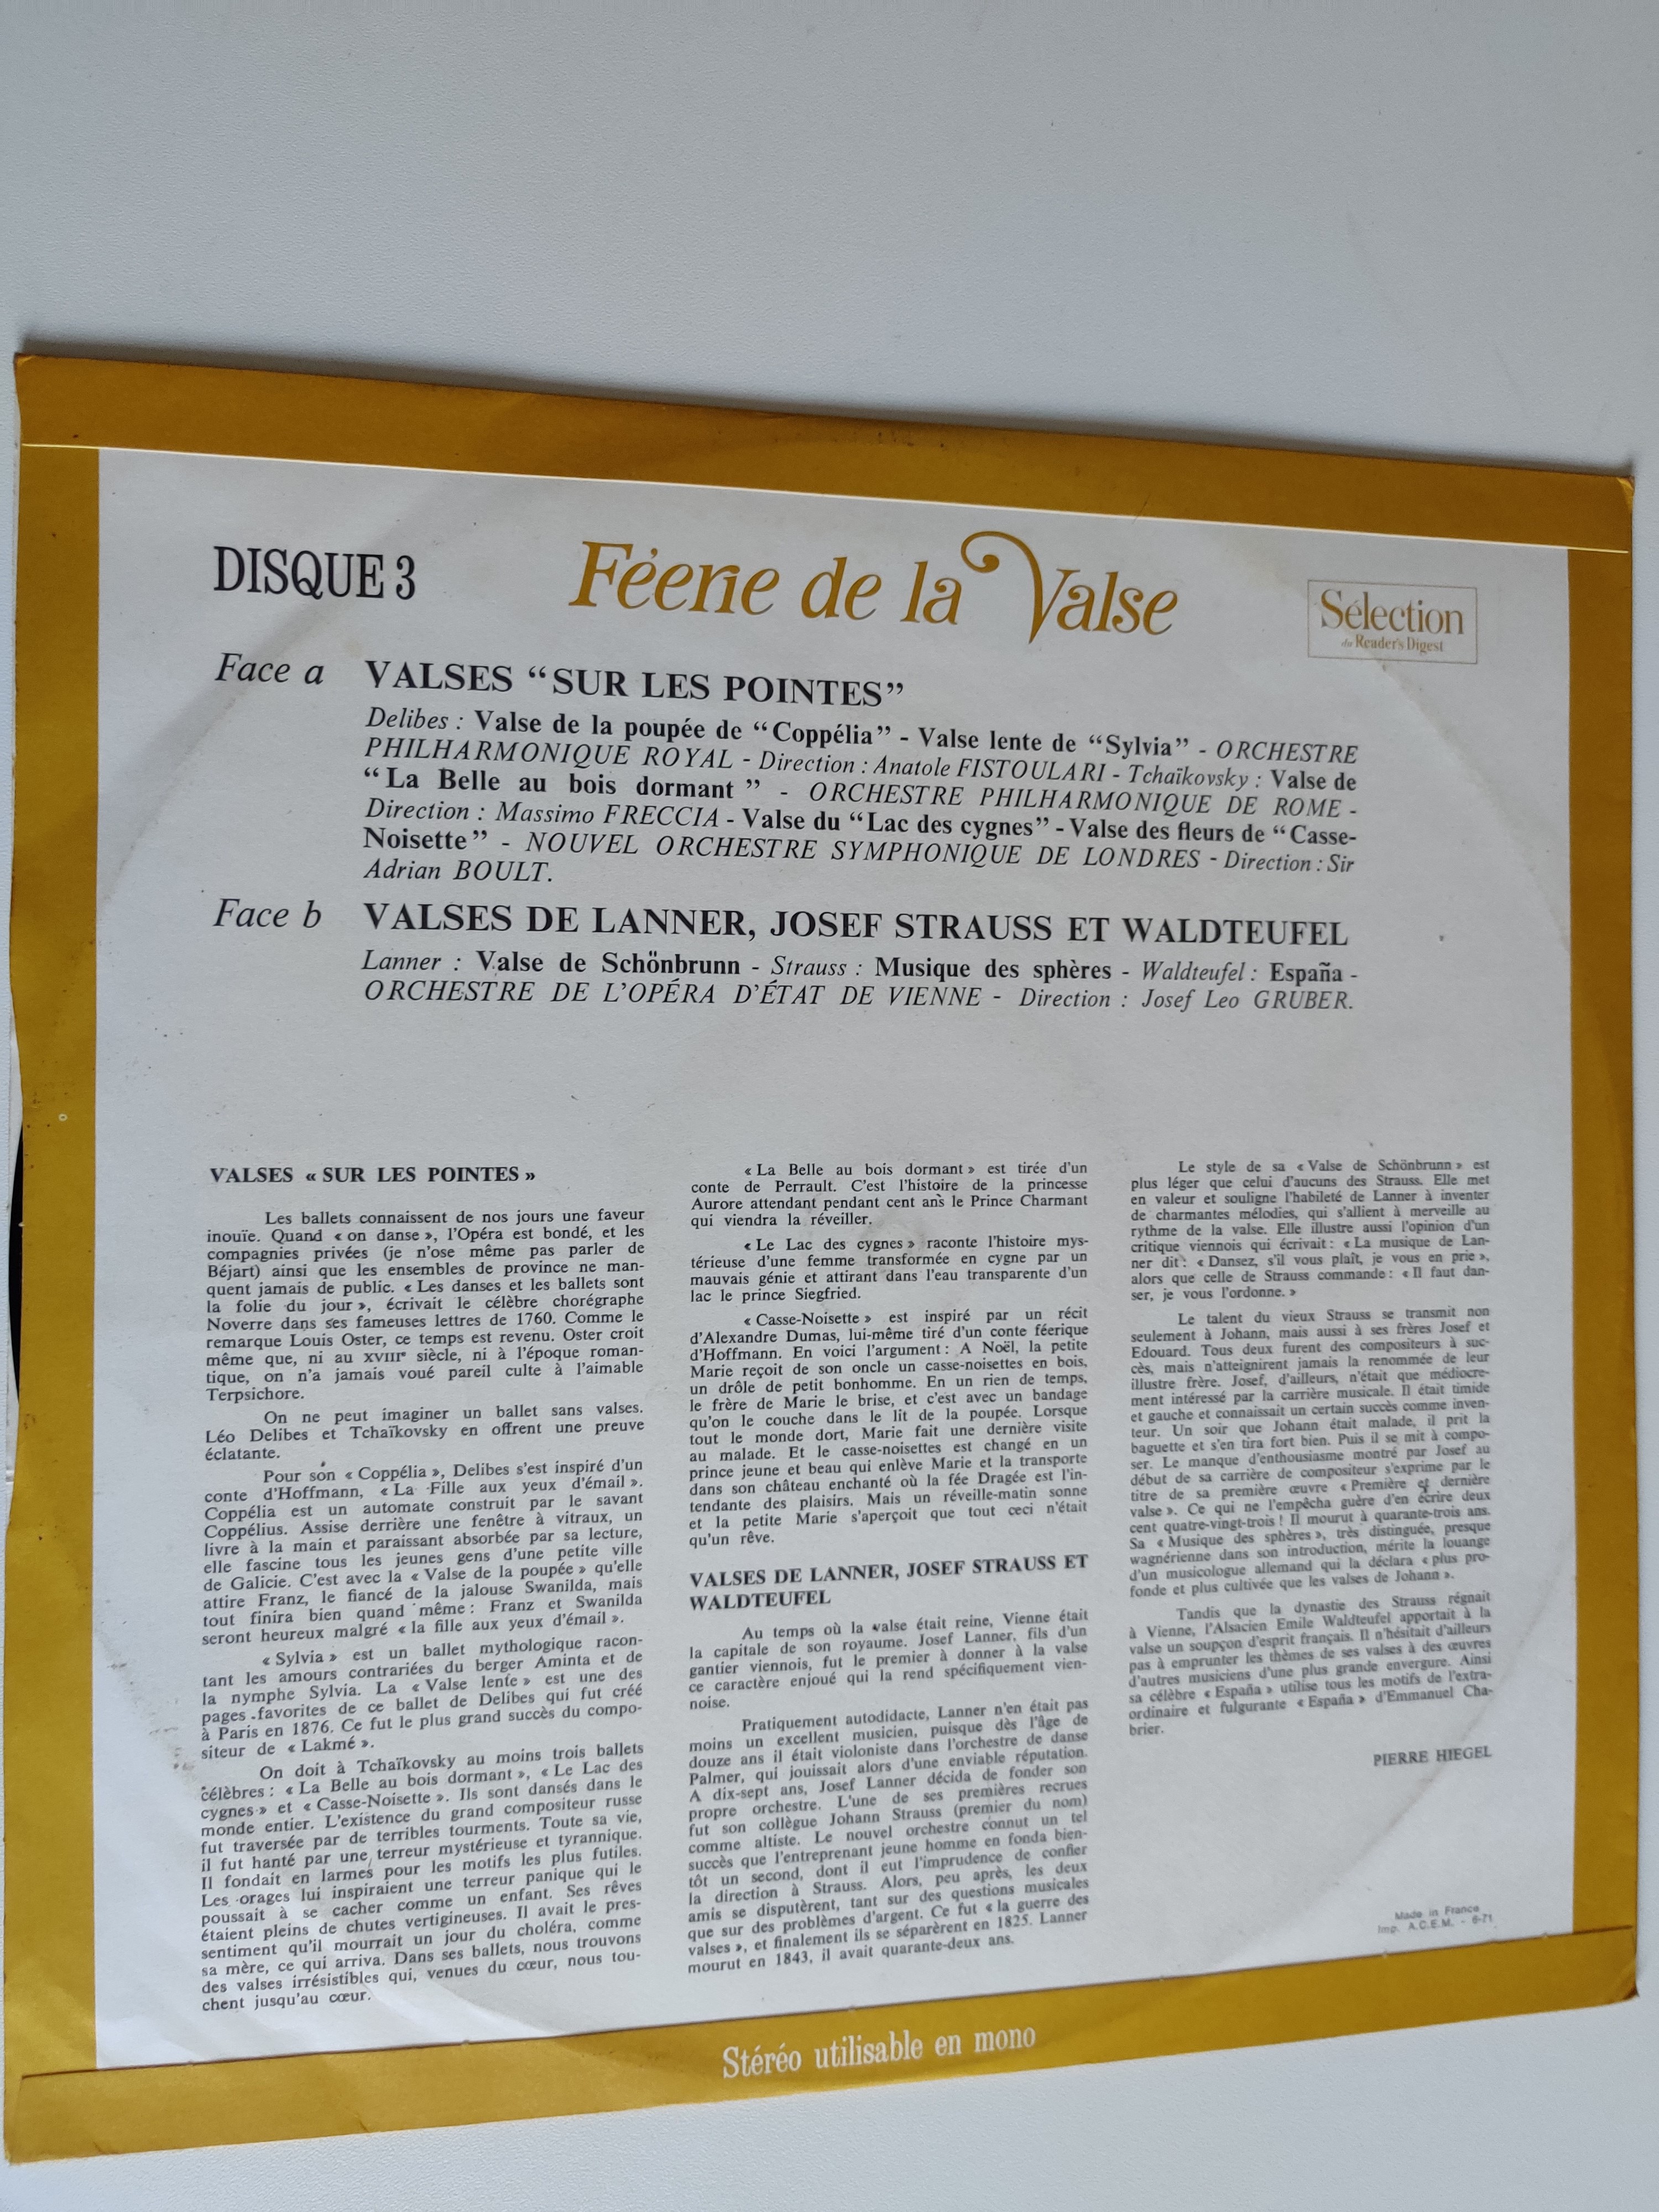 DISQUE 3
Féerie de la Valse
Sélection
du Reader's Digest
Face a
VALSES “SUR LES POINTES”
Delibes : Valse de la poupée de “Coppélia” - Valse lente de “Sylvia” - ORCHESTRE
PHILHARMONIQUE ROYAL - Direction : Anatole FISTOULARI - Tchaïkovsky : Valse de
“La Belle au bois dormant” - ORCHESTRE PHILHARMONIQUE DE ROME -
Direction : Massimo FRECCIA - Valse du “Lac des cygnes” - Valse des fleurs de “Casse-
Noisette” - NOUVEL ORCHESTRE SYMPHONIQUE DE LONDRES - Direction : Sir
Adrian BOULT.
Face b
VALSES DE LANNER, JOSEF STRAUSS ET WALDTEUFEL
Lanner : Valse de Schönbrunn - Strauss : Musique des sphères - Waldteufel : España -
ORCHESTRE DE L'OPÉRA D'ÉTAT DE VIENNE - Direction : Josef Leo GRUBER.
VALSES « SUR LES POINTES »
Les ballets connaissent de nos jours une faveur
inouïe. Quand « on danse », l'Opéra est bondé, et les
compagnies privées (je n'ose même pas parler de
Béjart) ainsi que les ensembles de province ne man-
quent jamais de public. « Les danses et les ballets sont
la folie du jour », écrivait le célèbre chorégraphe
Noverre dans ses fameuses lettres de 1760. Comme le
remarque Louis Oster, ce temps est revenu. Oster croit
même que, ni au XVIIIe siècle, ni à l'époque roman-
tique, on n'a jamais voué pareil culte à l'aimable
Terpsichore.
On ne peut imaginer un ballet sans valses.
Léo Delibes et Tchaïkovsky en offrent une preuve
éclatante.
Pour son « Coppélia », Delibes s'est inspiré d'un
conte d'Hoffmann, « La Fille aux yeux d'émail ».
Coppélia est un automate construit par le savant
Coppélius. Assise derrière une fenêtre à vitraux, un
livre à la main et paraissant absorbée par sa lecture,
elle fascine tous les jeunes gens d'une petite ville
de Galicie. C'est avec la « Valse de la poupée » qu'elle
attire Franz, le fiancé de la jalouse Swanilda, mais
tout finira bien quand même : Franz et Swanilda
seront heureux malgré « la fille aux yeux d'émail ».
« Sylvia » est un ballet mythologique racon-
tant les amours contrariées du berger Aminta et de
la nymphe Sylvia. La « Valse lente » est une des
pages favorites de ce ballet de Delibes qui fut créé
à Paris en 1876. Ce fut le plus grand succès du compo-
siteur de « Lakmé ».
On doit à Tchaïkovsky au moins trois ballets
célèbres : « La Belle au bois dormant », « Le Lac des
cygnes » et « Casse-Noisette ». Ils sont dansés dans le
monde entier. L'existence du grand compositeur russe
fut traversée par de terribles tourments. Toute sa vie,
il fut hanté par une terreur mystérieuse et tyrannique.
Il fondait en larmes pour les motifs les plus futiles.
Les orages lui inspiraient une terreur panique qui le
poussait à se cacher comme un enfant. Ses rêves
étaient pleins de chutes vertigineuses. Il avait le pres-
sentiment qu'il mourrait un jour du choléra, comme
sa mère, ce qui arriva. Dans ses ballets, nous trouvons
des valses irrésistibles qui, venues du cœur, nous tou-
chent jusqu'au cœur.
« La Belle au bois dormant » est tirée d'un
conte de Perrault. C'est l'histoire de la princesse
Aurore attendant pendant cent ans le Prince Charmant
qui viendra la réveiller.
« Le Lac des cygnes » raconte l'histoire mys-
térieuse d'une femme transformée en cygne par un
mauvais génie et attirant dans l'eau transparente d'un
lac le prince Siegfried.
« Casse-Noisette » est inspiré par un récit
d'Alexandre Dumas, lui-même tiré d'un conte féerique
d'Hoffmann. En voici l'argument : A Noël, la petite
Marie reçoit de son oncle un casse-noisettes en bois,
un drôle de petit bonhomme. En un rien de temps,
le frère de Marie le brise, et c'est avec un bandage
qu'on le couche dans le lit de la poupée. Lorsque
tout le monde dort, Marie fait une dernière visite
au malade. Et le casse-noisettes est changé en un
prince jeune et beau qui enlève Marie et la transporte
dans son château enchanté où la fée Dragée est l'in-
tendante des plaisirs. Mais un réveille-matin sonne
et la petite Marie s'aperçoit que tout ceci n'était
qu'un rêve.
VALSES DE LANNER, JOSEF STRAUSS ET
WALDTEUFEL
Au temps où la valse était reine, Vienne était
la capitale de son royaume. Josef Lanner, fils d'un
gantier viennois, fut le premier à donner à la valse
ce caractère enjoué qui la rend spécifiquement vien-
noise.
Pratiquement autodidacte, Lanner n'en était pas
moins un excellent musicien, puisque dès l'âge de
douze ans il était violoniste dans l'orchestre de danse
Palmer, qui jouissait alors d'une enviable réputation.
A dix-sept ans, Josef Lanner décida de fonder son
propre orchestre. L'une de ses premières recrues
fut son collègue Johann Strauss (premier du nom)
comme altiste. Le nouvel orchestre connut un tel
succès que l'entreprenant jeune homme en fonda bien-
tôt un second, dont il eut l'imprudence de confier
la direction à Strauss. Alors, peu après, les deux
amis se disputèrent, tant sur des questions musicales
que sur des problèmes d'argent. Ce fut « la guerre des
valses », et finalement ils se séparèrent en 1825. Lanner
mourut en 1843, il avait quarante-deux ans.
Le style de sa « Valse de Schönbrunn » est
plus léger que celui d'aucuns des Strauss. Elle met
en valeur et souligne l'habileté de Lanner à inventer
de charmantes mélodies, qui s'allient à merveille au
rythme de la valse. Elle illustre aussi l'opinion d'un
critique viennois qui écrivait : « La musique de Lan-
ner dit : « Dansez, s'il vous plaît, je vous en prie »,
alors que celle de Strauss commande : « Il faut dan-
ser, je vous l'ordonne. »
Le talent du vieux Strauss se transmit non
seulement à Johann, mais aussi à ses frères Josef et
Edouard. Tous deux furent des compositeurs à suc-
cès, mais n'atteignirent jamais la renommée de leur
illustre frère. Josef, d'ailleurs, n'était que médiocre-
ment intéressé par la carrière musicale. Il était timide
et gauche et connaissait un certain succès comme inven-
teur. Un soir que Johann était malade, il prit la
baguette et s'en tira fort bien. Puis il se mit à compo-
ser. Le manque d'enthousiasme montré par Josef au
début de sa carrière de compositeur s'exprime par le
titre de sa première œuvre « Première et dernière
valse ». Ce qui ne l'empêcha guère d'en écrire deux
cent quatre-vingt-trois ! Il mourut à quarante-trois ans.
Sa « Musique des sphères », très distinguée, presque
wagnérienne dans son introduction, mérite la louange
d'un musicologue allemand qui la déclara « plus pro-
fonde et plus cultivée que les valses de Johann ».
Tandis que la dynastie des Strauss régnait
à Vienne, l'Alsacien Emile Waldteufel apportait à la
valse un soupçon d'esprit français. Il n'hésitait d'ailleurs
pas à emprunter les thèmes de ses valses à des œuvres
d'autres musiciens d'une plus grande envergure. Ainsi
sa célèbre « España » utilise tous les motifs de l'extra-
ordinaire et fulgurante « España » d'Emmanuel Cha-
brier.
PIERRE HIEGEL
Made in France
Imp. A.C.E.M. - 6-71
Stéréo utilisable en mono